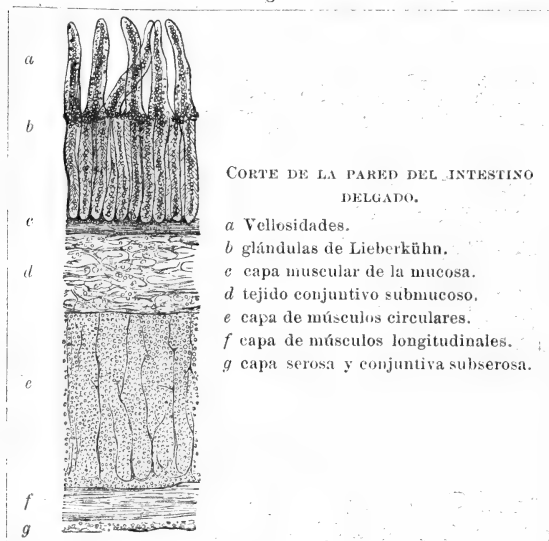 a
b
c
d
e
f
g
CORTE DE LA PARED DEL INTESTINO
DELGADO.
a Vellosidades.
b glándulas de Lieberkühn.
c capa muscular de la mucosa.
d tejido conjuntivo submucoso.
e capa de músculos circulares.
f capa de músculos longitudinales.
g capa serosa y conjuntiva subserosa.